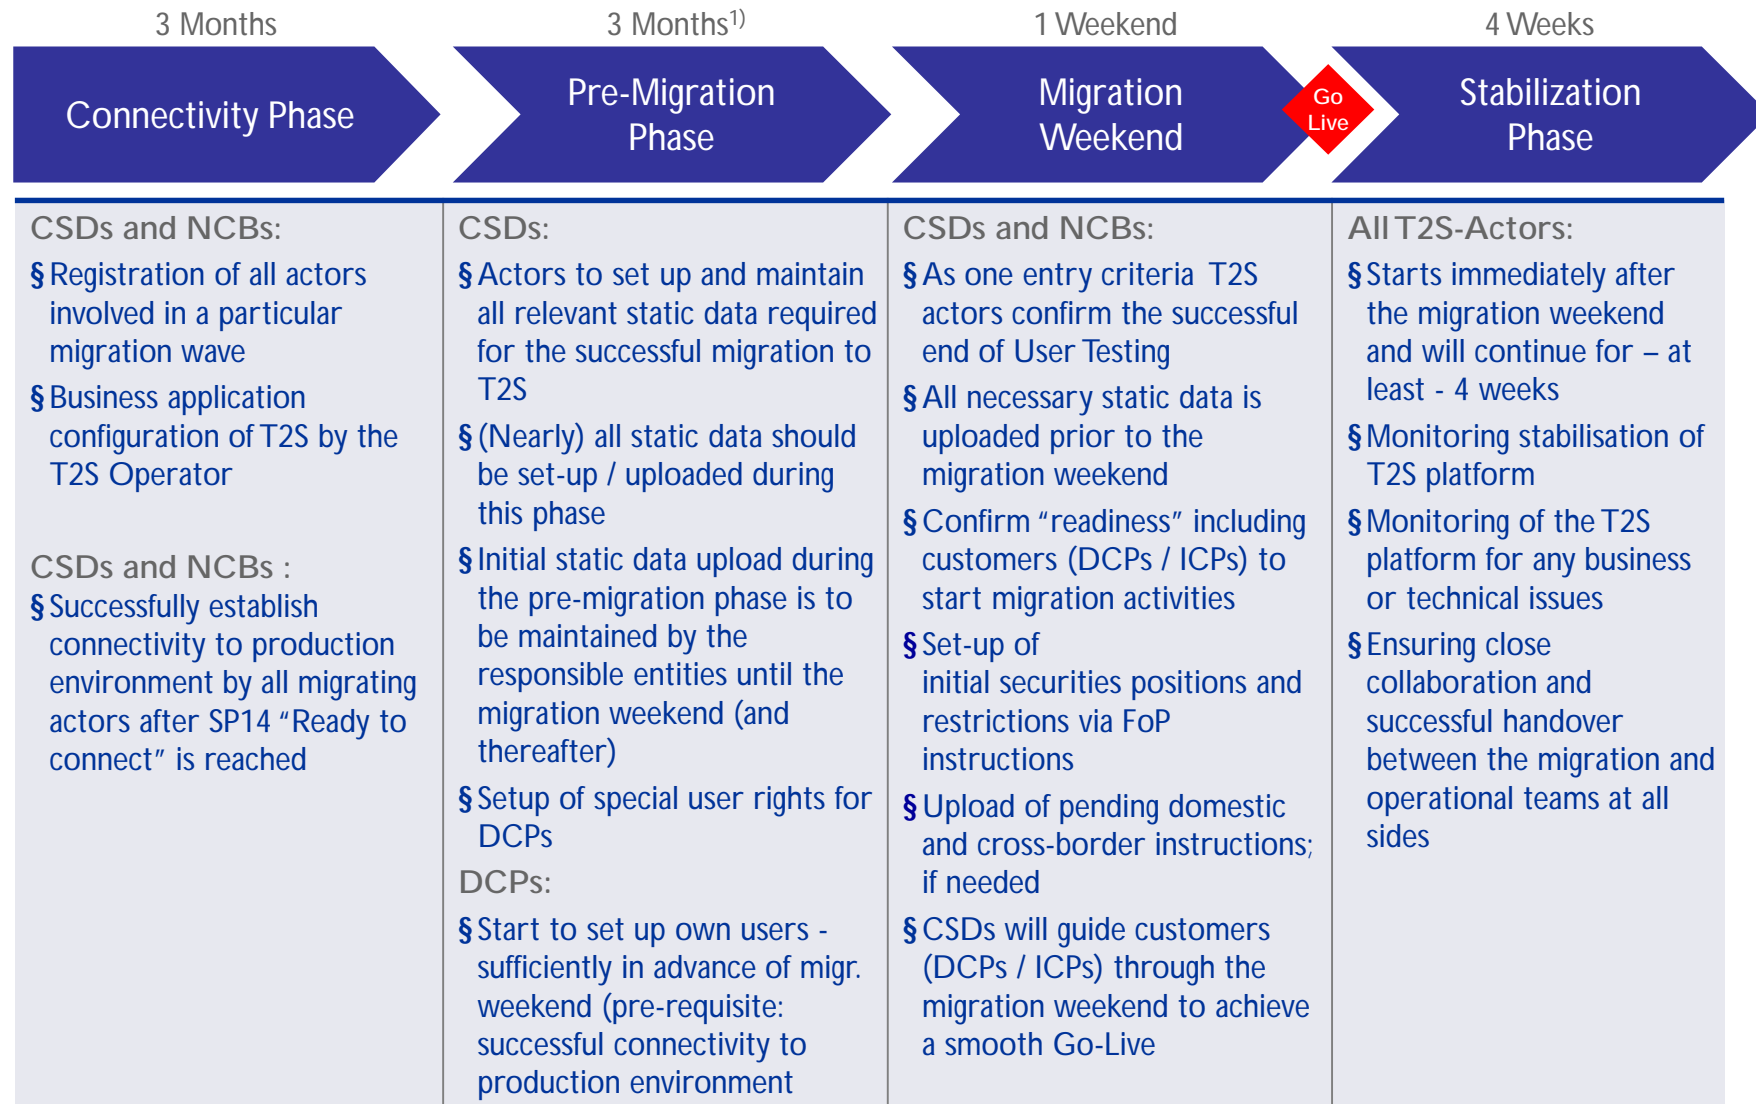 3 Months
3 Months1)
1 Weekend
4 Weeks
Connectivity Phase
Pre-Migration
Phase
Migration
Weekend
Go
Live
Stabilization
Phase
CSDs and NCBs:
§ Registration of all actors
involved in a particular
migration wave
§ Business application
configuration of T2S by the
T2S Operator
CSDs and NCBs :
§ Successfully establish
connectivity to production
environment by all migrating
actors after SP14 “Ready to
connect” is reached
CSDs:
§ Actors to set up and maintain
all relevant static data required
for the successful migration to
T2S
§ (Nearly) all static data should
be set-up / uploaded during
this phase
§ Initial static data upload during
the pre-migration phase is to
be maintained by the
responsible entities until the
migration weekend (and
thereafter)
§ Setup of special user rights for
DCPs
DCPs:
§ Start to set up own users -
sufficiently in advance of migr.
weekend (pre-requisite:
successful connectivity to
production environment
CSDs and NCBs:
§ As one entry criteria T2S
actors confirm the successful
end of User Testing
§ All necessary static data is
uploaded prior to the
migration weekend
§ Confirm “readiness” including
customers (DCPs / ICPs) to
start migration activities
§ Set-up of
initial securities positions and
restrictions via FoP
instructions
§ Upload of pending domestic
and cross-border instructions;
if needed
§ CSDs will guide customers
(DCPs / ICPs) through the
migration weekend to achieve
a smooth Go-Live
All T2S-Actors:
§ Starts immediately after
the migration weekend
and will continue for – at
least - 4 weeks
§ Monitoring stabilisation of
T2S platform
§ Monitoring of the T2S
platform for any business
or technical issues
§ Ensuring close
collaboration and
successful handover
between the migration and
operational teams at all
sides